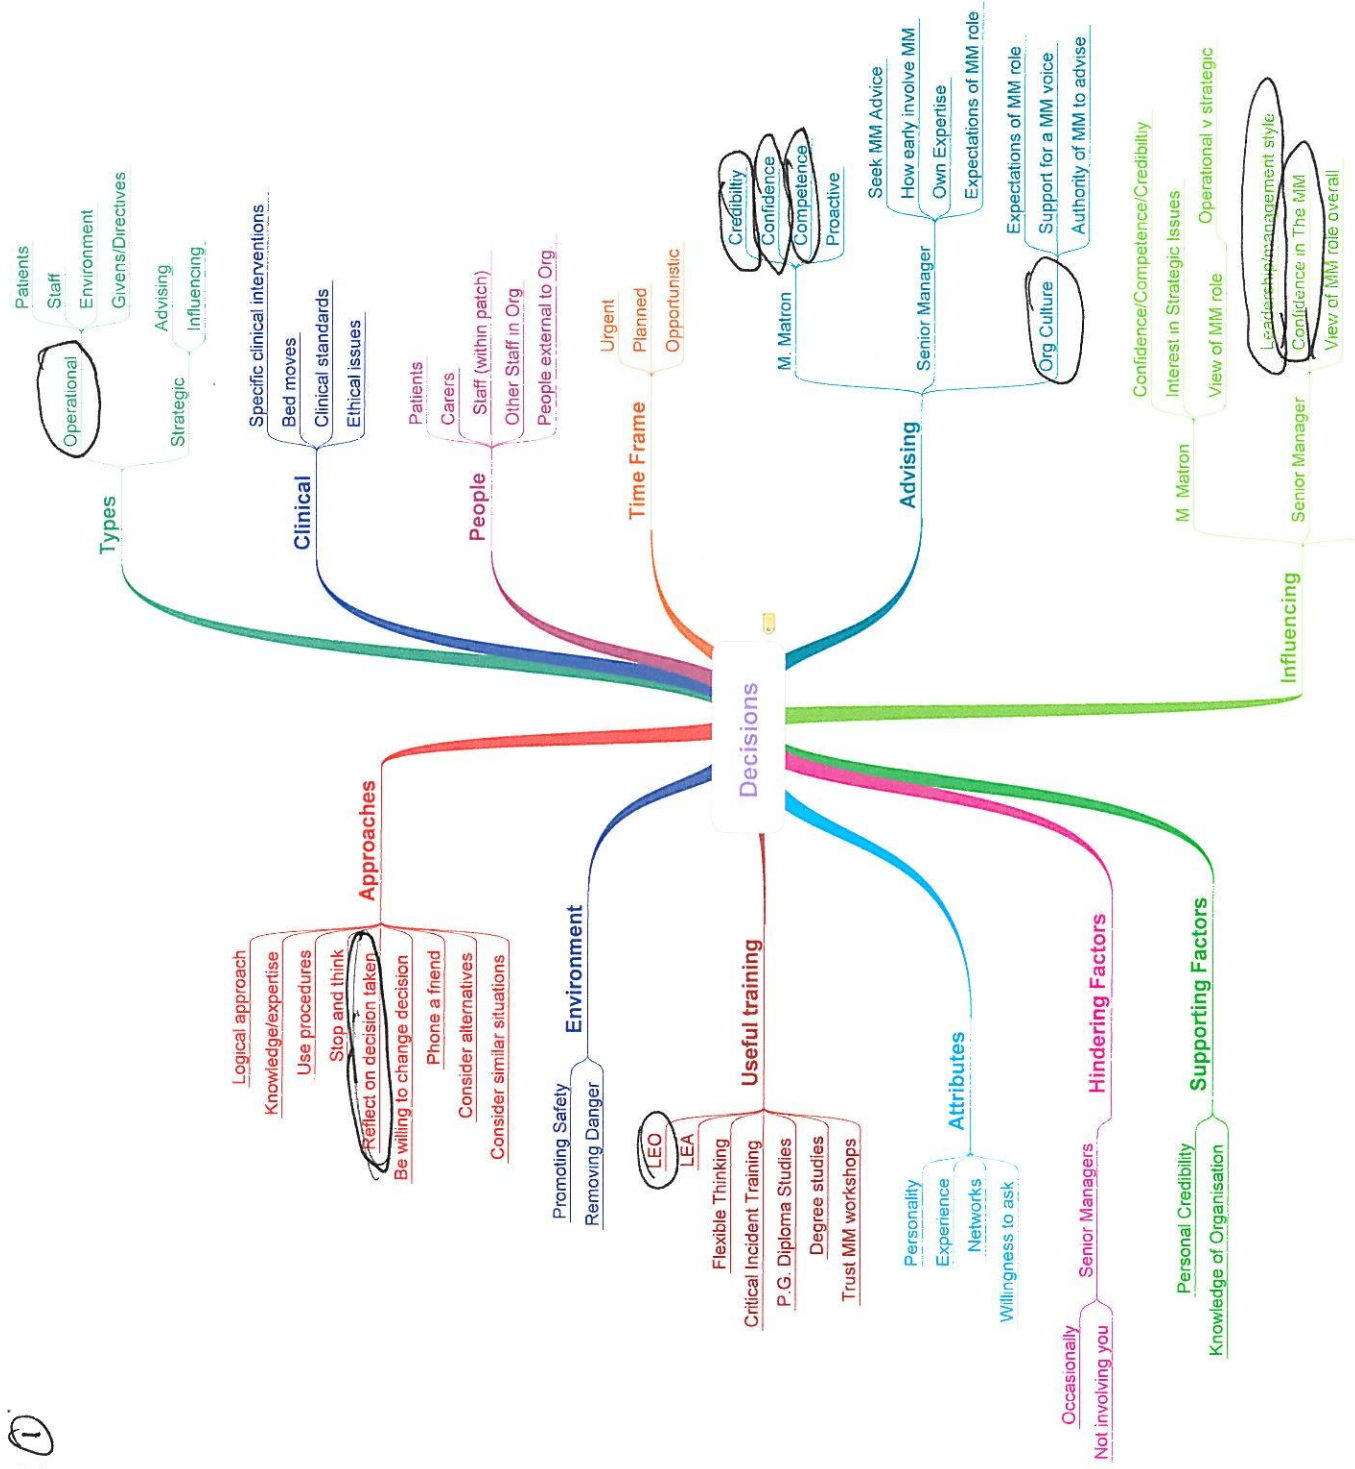 1
Decisions
Types
Operational
Patients
Staff
Environment
Givens/Directives
Strategic
Advising
Influencing
Clinical
Specific clinical interventions
Bed moves
Clinical standards
Ethical issues
People
Patients
Carers
Staff (within patch)
Other Staff in Org
People external to Org
Time Frame
Urgent
Planned
Opportunistic
Advising
M. Matron
Credibiltiy
Confidence
Competence
Proactive
Senior Manager
Seek MM Advice
How early involve MM
Own Expertise
Expectations of MM role
Org Culture
Expectations of MM role
Support for a MM voice
Authority of MM to advise
Influencing
M Matron
Confidence/Competence/Credibiltiy
Interest in Strategic Issues
View of MM role
Operational v strategic
Senior Manager
Leadership/management style
Confidence in The MM
View of MM role overall
Approaches
Logical approach
Knowledge/expertise
Use procedures
Stop and think
Reflect on decision taken
Be willing to change decision
Phone a friend
Consider alternatives
Consider similar situations
Environment
Promoting Safety
Removing Danger
Useful training
LEO
LEA
Flexible Thinking
Critical Incident Training
P.G. Diploma Studies
Degree studies
Trust MM workshops
Attributes
Personality
Experience
Networks
Willingness to ask
Hindering Factors
Senior Managers
Occasionally
Not involving you
Supporting Factors
Personal Credibility
Knowledge of Organisation